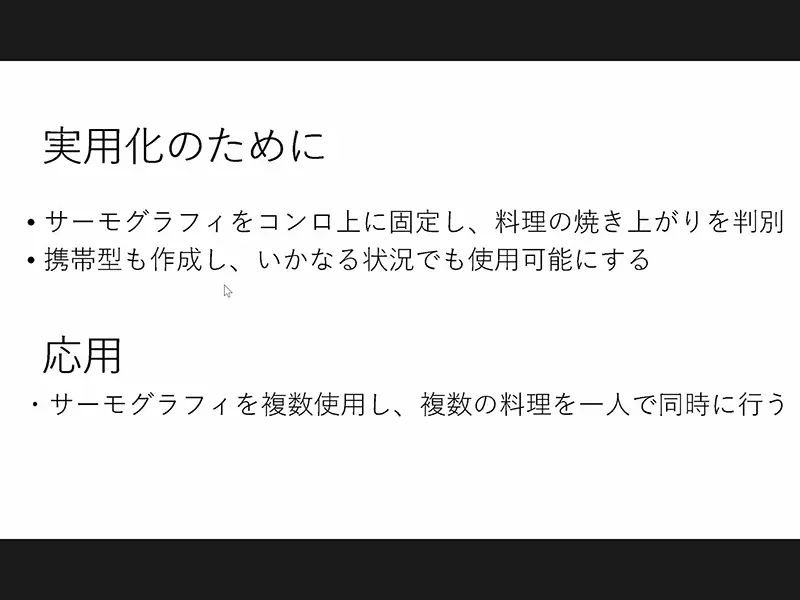 実用化のために
• サーモグラフィをコンロ上に固定し、料理の焼き上がりを判別
• 携帯型も作成し、いかなる状況でも使用可能にする
応用
・サーモグラフィを複数使用し、複数の料理を一人で同時に行う